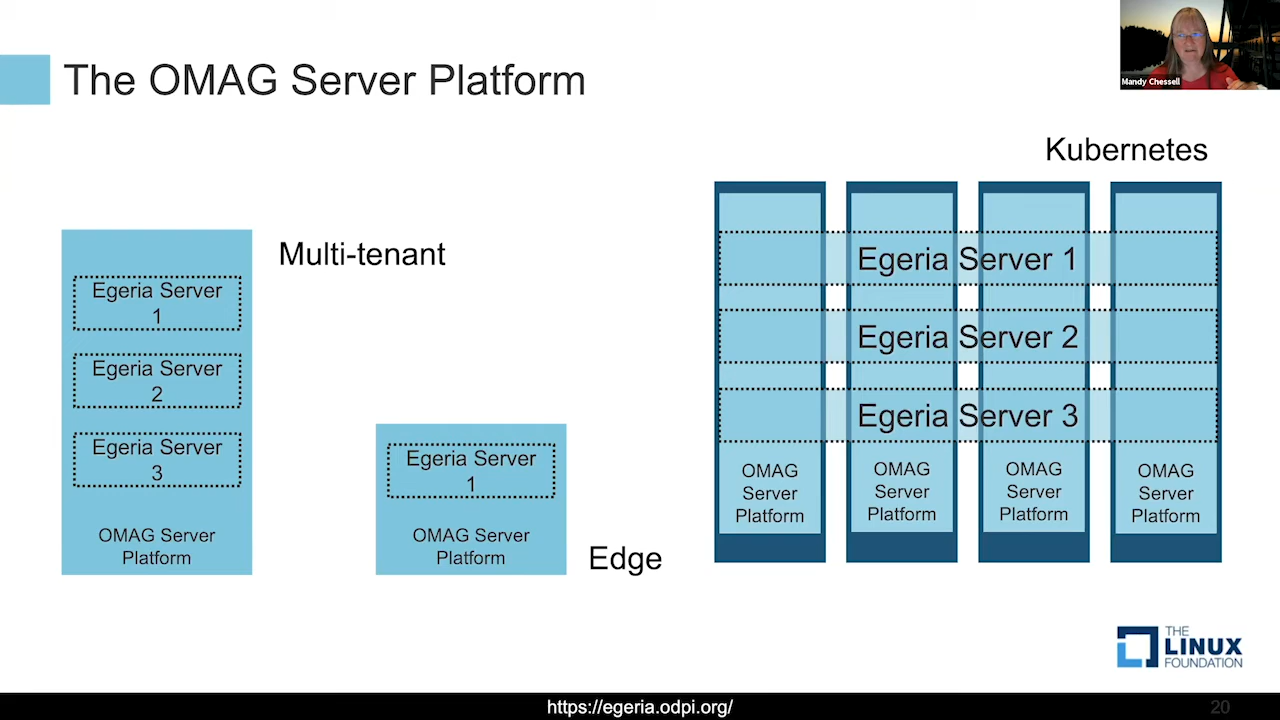 The OMAG Server Platform
Mandy Chessell
Multi-tenant
Egeria Server
1
Egeria Server
2
Egeria Server
3
OMAG Server
Platform
Egeria Server
1
OMAG Server
Platform
Edge
Kubernetes
Egeria Server 1
Egeria Server 2
Egeria Server 3
OMAG
Server
Platform
OMAG
Server
Platform
OMAG
Server
Platform
OMAG
Server
Platform
THE
LINUX
FOUNDATION
https://egeria.odpi.org/
20